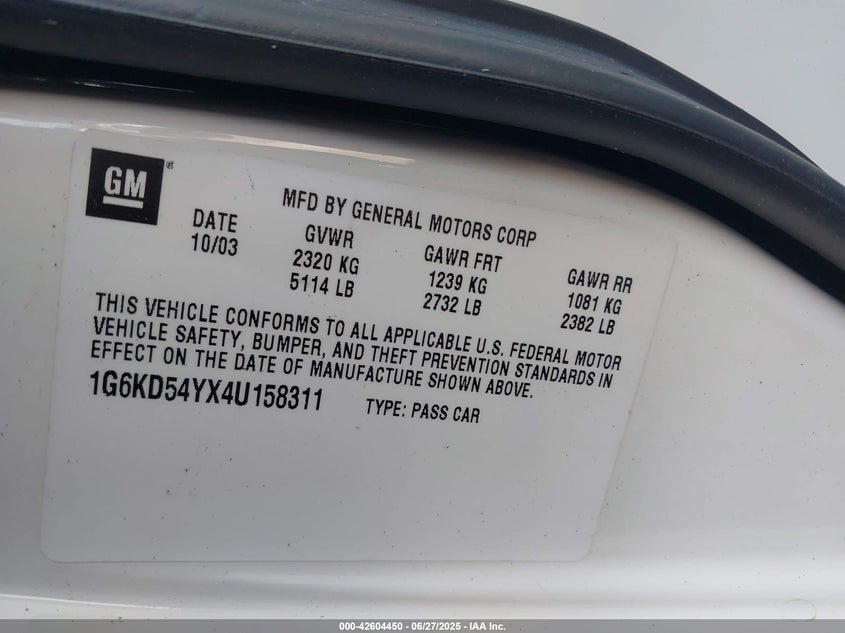 GM
MFD BY GENERAL MOTORS CORP
DATE GVWR GAWR FRT GAWR RR
10/03 2320 KG 1239 KG 1081 KG
5114 LB 2732 LB 2382 LB
THIS VEHICLE CONFORMS TO ALL APPLICABLE U.S. FEDERAL MOTOR
VEHICLE SAFETY, BUMPER, AND THEFT PREVENTION STANDARDS IN
EFFECT ON THE DATE OF MANUFACTURE SHOWN ABOVE.
1G6KD54YX4U158311 TYPE: PASS CAR
000-42604450 - 06/27/2025 - IAA Inc.